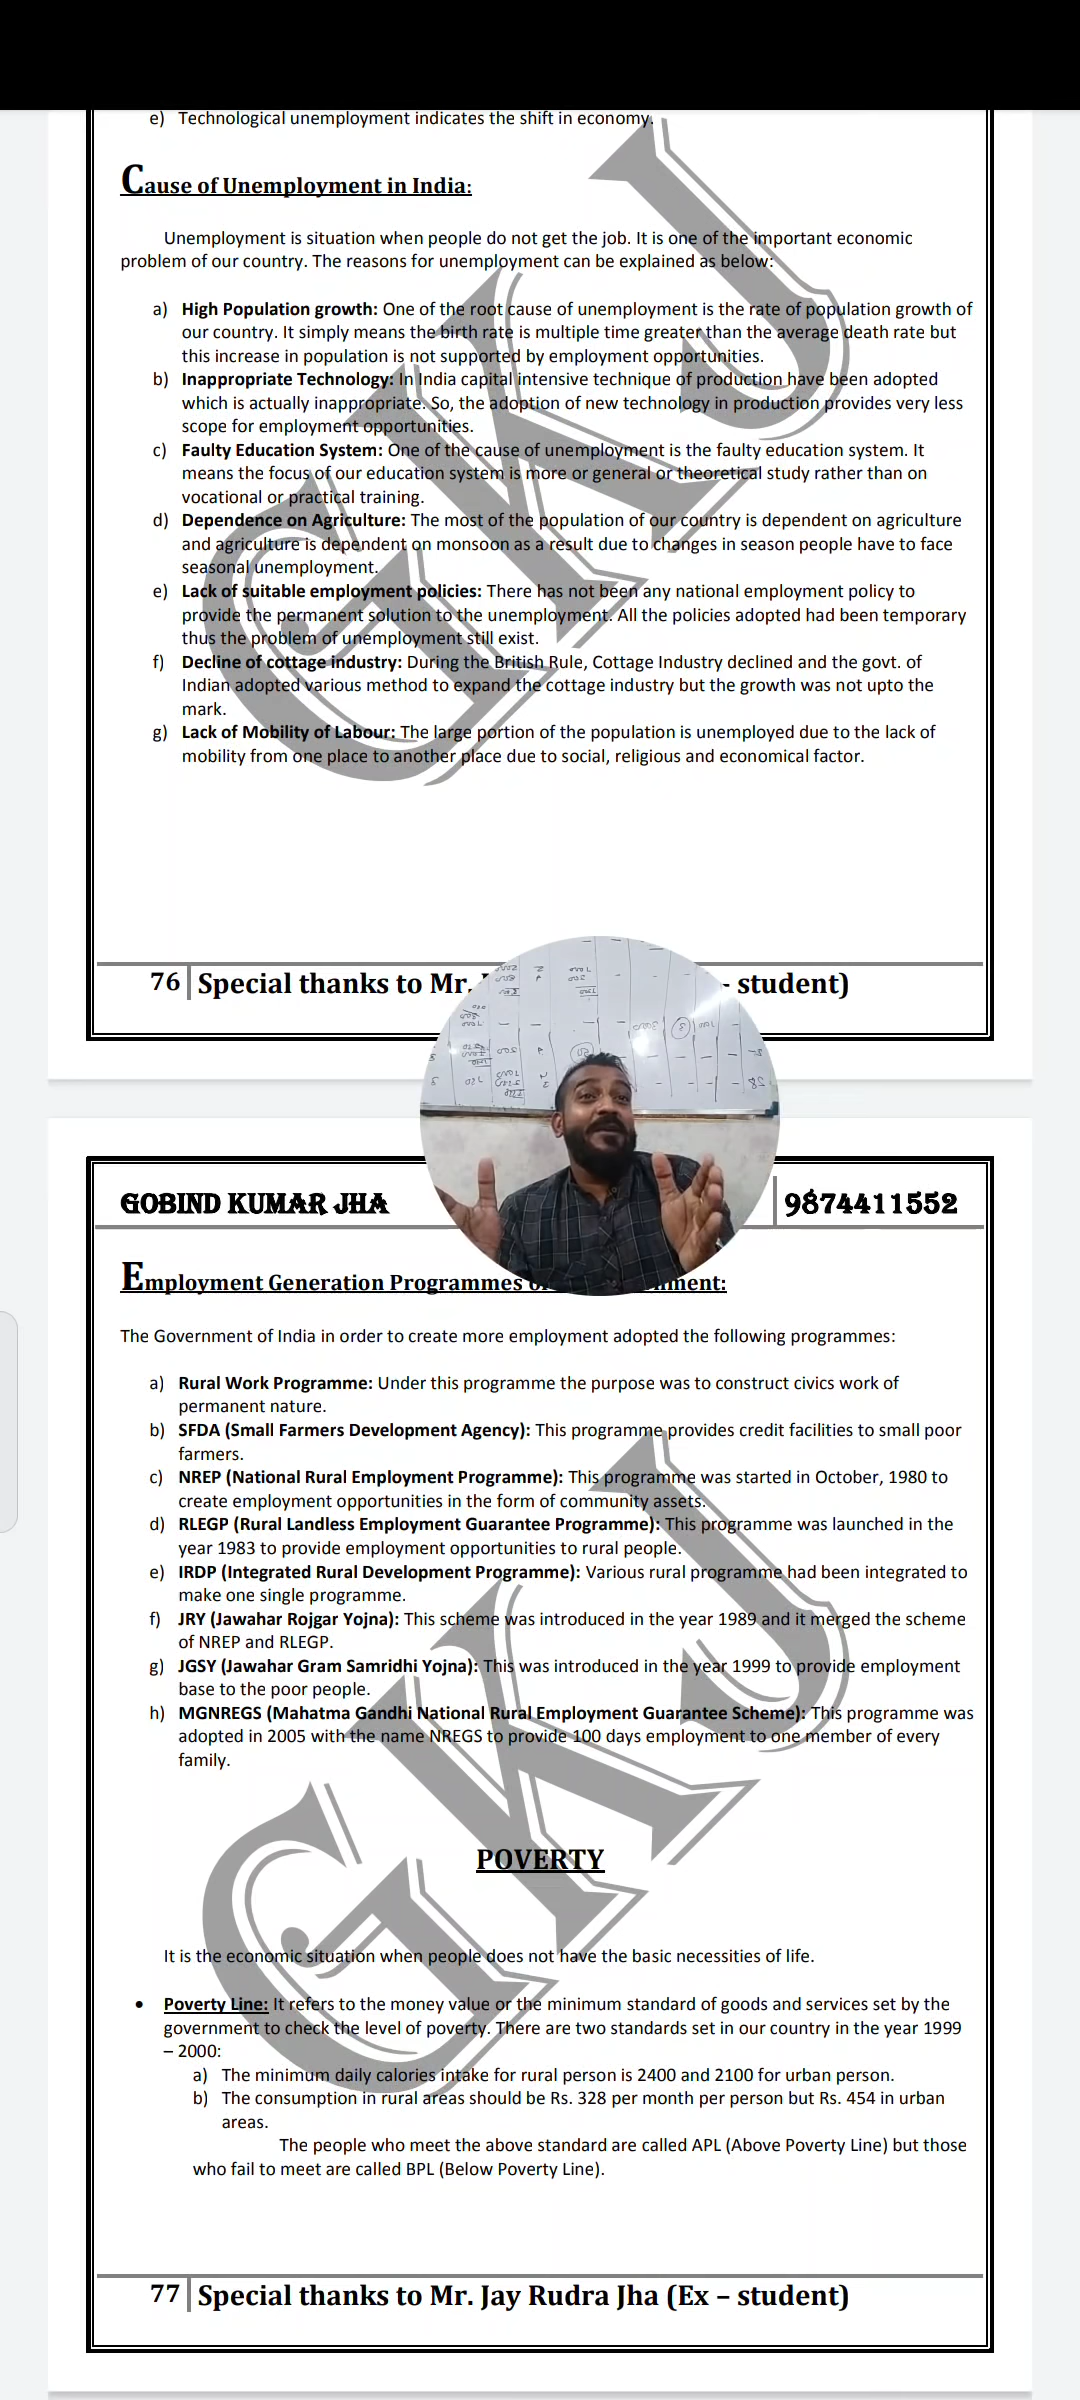 e) Technological unemployment indicates the shift in economy.
Cause of Unemployment in India:
Unemployment is situation when people do not get the job. It is one of the important economic
problem of our country. The reasons for unemployment can be explained as below:
a) High Population growth: One of the root cause of unemployment is the rate of population growth of
our country. It simply means the birth rate is multiple time greater than the average death rate but
this increase in population is not supported by employment opportunities.
b) Inappropriate Technology: In India capital intensive technique of production have been adopted
which is actually inappropriate. So, the adoption of new technology in production provides very less
scope for employment opportunities.
c) Faulty Education System: One of the cause of unemployment is the faulty education system. It
means the focus of our education system is more or general or theoretical study rather than on
vocational or practical training.
d) Dependence on Agriculture: The most of the population of our country is dependent on agriculture
and agriculture is dependent on monsoon as a result due to changes in season people have to face
seasonal unemployment.
e) Lack of suitable employment policies: There has not been any national employment policy to
provide the permanent solution to the unemployment. All the policies adopted had been temporary
thus the problem of unemployment still exist.
f) Decline of cottage industry: During the British Rule, Cottage Industry declined and the govt. of
Indian adopted various method to expand the cottage industry but the growth was not upto the
mark.
g) Lack of Mobility of Labour: The large portion of the population is unemployed due to the lack of
mobility from one place to another place due to social, religious and economical factor.
GKJ
76 Special thanks to Mr. - student)
GOBIND KUMAR JHA 9874411552
Employment Generation Programmes
The Government of India in order to create more employment adopted the following programmes:
a) Rural Work Programme: Under this programme the purpose was to construct civics work of
permanent nature.
b) SFDA (Small Farmers Development Agency): This programme provides credit facilities to small poor
farmers.
c) NREP (National Rural Employment Programme): This programme was started in October, 1980 to
create employment opportunities in the form of community assets.
d) RLEGP (Rural Landless Employment Guarantee Programme): This programme was launched in the
year 1983 to provide employment opportunities to rural people.
e) IRDP (Integrated Rural Development Programme): Various rural programme had been integrated to
make one single programme.
f) JRY (Jawahar Rojgar Yojna): This scheme was introduced in the year 1989 and it merged the scheme
of NREP and RLEGP.
g) JGSY (Jawahar Gram Samridhi Yojna): This was introduced in the year 1999 to provide employment
base to the poor people.
h) MGNREGS (Mahatma Gandhi National Rural Employment Guarantee Scheme): This programme was
adopted in 2005 with the name NREGS to provide 100 days employment to one member of every
family.
POVERTY
It is the economic situation when people does not have the basic necessities of life.
• Poverty Line: It refers to the money value or the minimum standard of goods and services set by the
government to check the level of poverty. There are two standards set in our country in the year 1999
– 2000:
a) The minimum daily calories intake for rural person is 2400 and 2100 for urban person.
b) The consumption in rural areas should be Rs. 328 per month per person but Rs. 454 in urban
areas.
The people who meet the above standard are called APL (Above Poverty Line) but those
who fail to meet are called BPL (Below Poverty Line).
GKJ
77 Special thanks to Mr. Jay Rudra Jha (Ex – student)